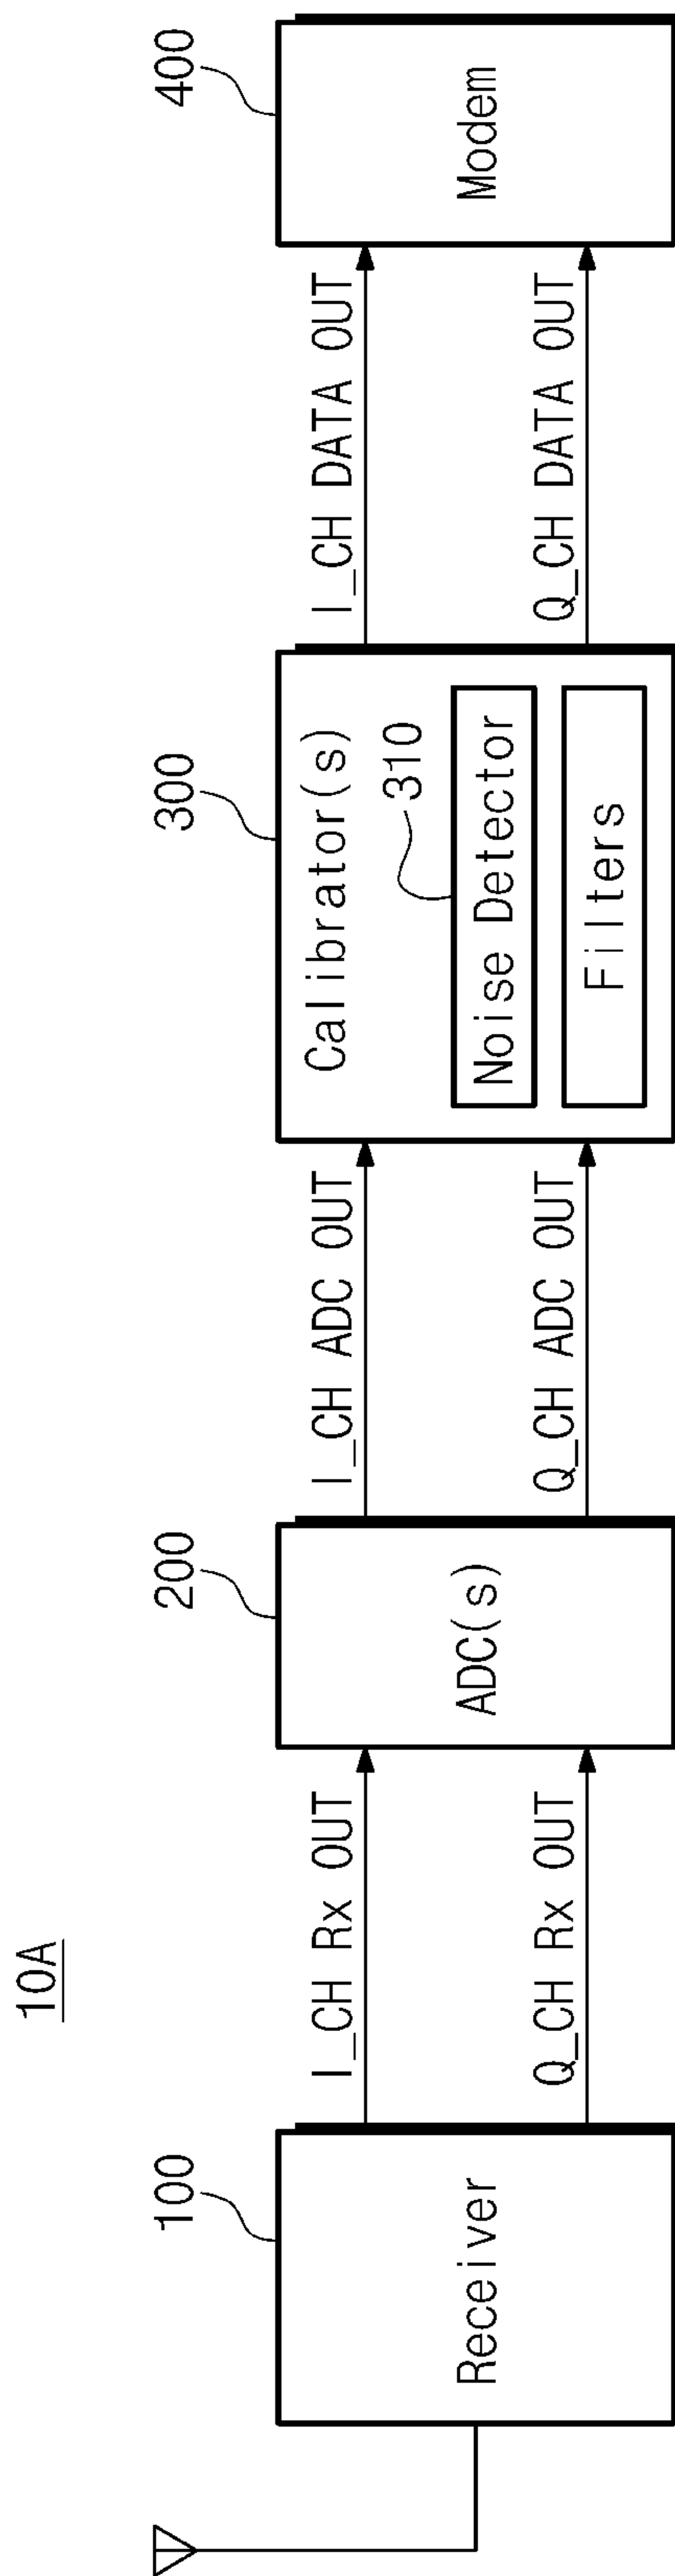 10A
100
200
300
400
Receiver
I_CH Rx OUT
Q_CH Rx OUT
ADC(s)
I_CH ADC OUT
Q_CH ADC OUT
Calibrator(s)
310
Noise Detector
Filters
I_CH DATA OUT
Q_CH DATA OUT
Modem